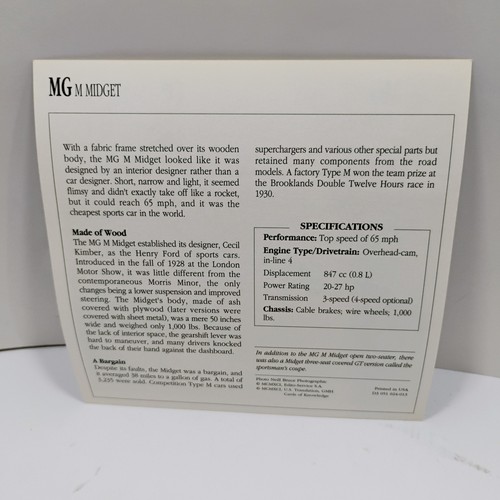 MG M MIDGET
With a fabric frame stretched over its wooden
body, the MG M Midget looked like it was
designed by an interior designer rather than a
car designer. Short, narrow and light, it seemed
flimsy and didn't exactly take off like a rocket,
but it could reach 65 mph, and it was the
cheapest sports car in the world.
Made of Wood
The MG M Midget established its designer, Cecil
Kimber, as the Henry Ford of sports cars.
Introduced in the fall of 1928 at the London
Motor Show, it was little different from the
contemporaneous Morris Minor, the only
changes being a lower suspension and improved
steering. The Midget's body, made of ash
covered with plywood (later versions were
covered with sheet metal), was a mere 50 inches
wide and weighed only 1,000 lbs. Because of
the lack of interior space, the gearshift lever was
hard to maneuver, and many drivers knocked
the back of their hand against the dashboard.
A Bargain
Despite its faults, the Midget was a bargain, and
it averaged 38 miles to a gallon of gas. A total of
3,235 were sold. Competition Type M cars used
superchargers and various other special parts but
retained many components from the road
models. A factory Type M won the team prize at
the Brooklands Double Twelve Hours race in
1930.
SPECIFICATIONS
Performance: Top speed of 65 mph
Engine Type/Drivetrain: Overhead-cam,
in-line 4
Displacement 847 cc (0.8 L)
Power Rating 20-27 hp
Transmission 3-speed (4-speed optional)
Chassis: Cable brakes; wire wheels; 1,000
lbs.
In addition to the MG M Midget open two-seater, there
was also a Midget three-seat covered GT version called the
sportsman's coupe.
Photo Neill Bruce Photographic
© MCMXCI, Edito-Service S.A.
© MCMXCI, U.S. Translation, GMRI
Cards of Knowledge
Printed in USA